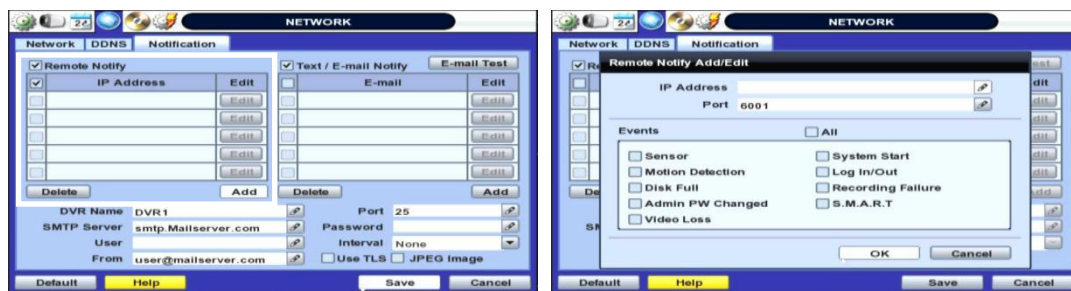 NETWORK
Network DDNS Notification
Remote Notify
IP Address Edit
Edit
Edit
Edit
Edit
Edit
Delete Add
Text / E-mail Notify E-mail Test
E-mail Edit
Edit
Edit
Edit
Edit
Edit
Delete Add
DVR Name DVR1 Port 25
SMTP Server smtp.Mailserver.com Password
User Interval None
From user@mailserver.com Use TLS JPEG Image
Default Help Save Cancel
NETWORK
Network DDNS Notification
Remote Notify Add/Edit
IP Address
Port 6001
Events All
Sensor System Start
Motion Detection Log In/Out
Disk Full Recording Failure
Admin PW Changed S.M.A.R.T
Video Loss
OK Cancel
Default Help Save Cancel